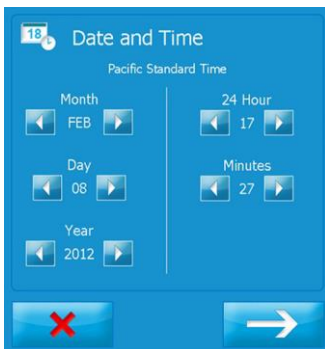 18
Date and Time
Pacific Standard Time
Month
FEB
Day
08
Year
2012
24 Hour
17
Minutes
27